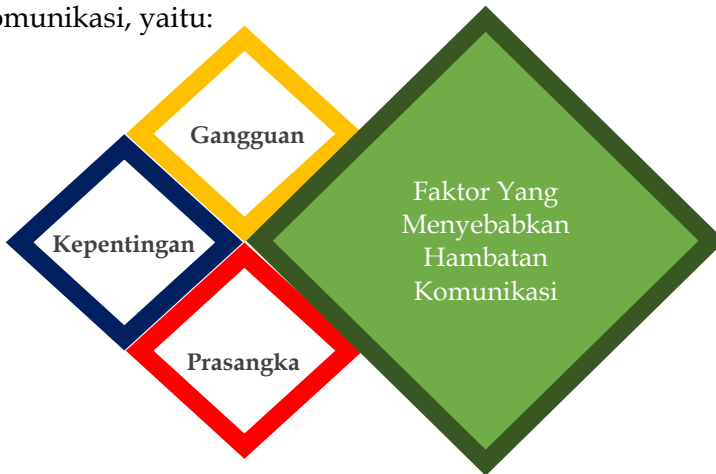 omunikasi, yaitu:
Gangguan
Kepentingan
Prasangka
Faktor Yang
Menyebabkan
Hambatan
Komunikasi